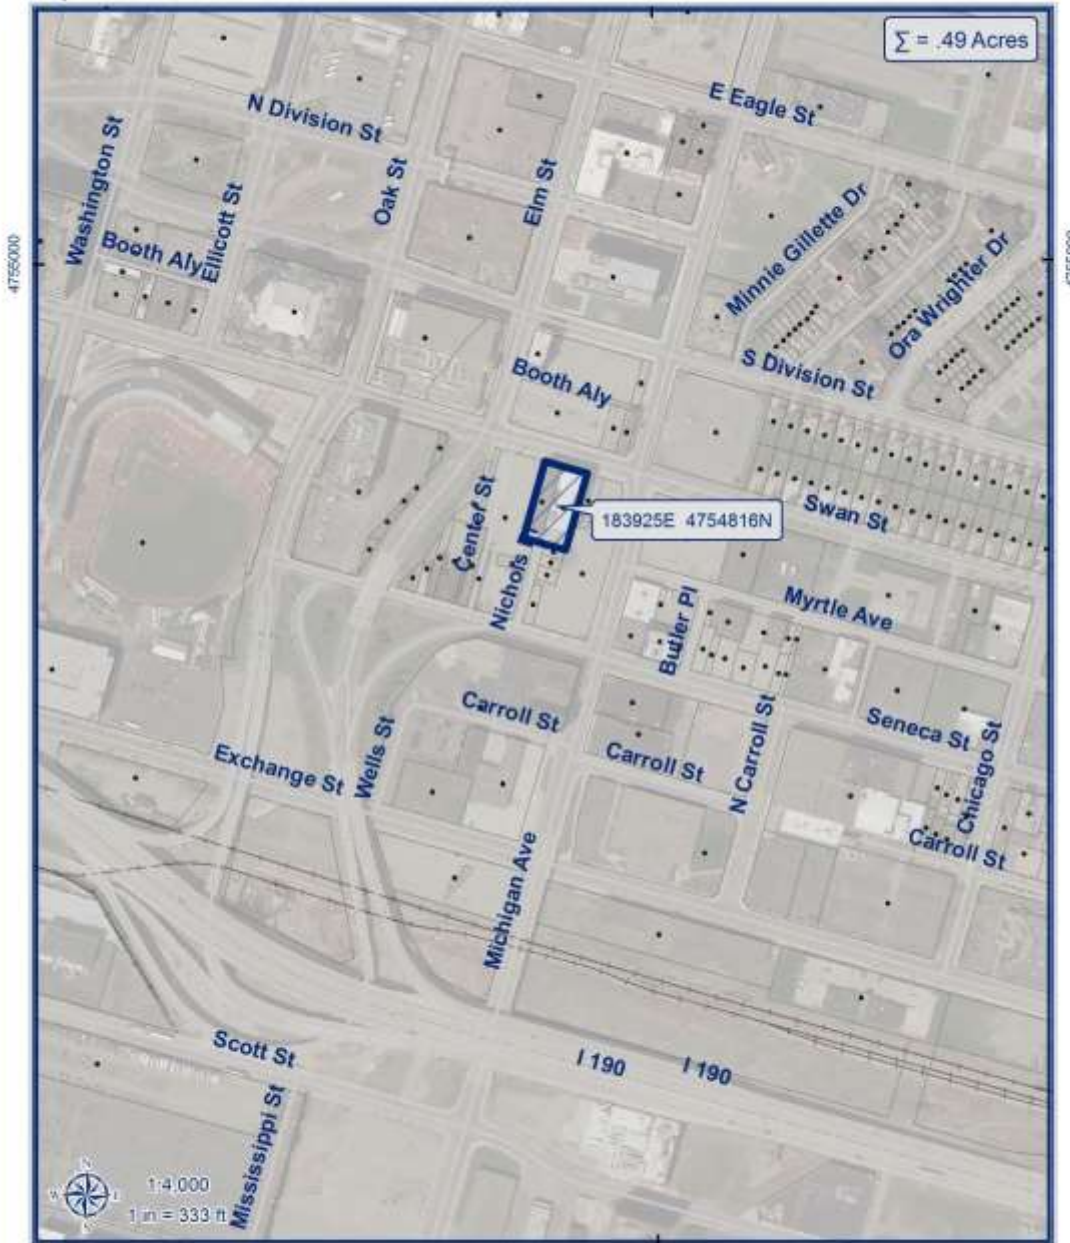 ∑ = .49 Acres
E Eagle St
N Division St
Washington St
Oak St
Elm St
Ellicott St
Minnie Gillette Dr
4755000
Booth Aly
Ora Wrighter Dr
S Division St
Booth Aly
Center St
Swan St
183925E 4754816N
Nichols
Myrtle Ave
Butler Pl
Carroll St
Seneca St
Wells St
Carroll St
N Carroll St
Chicago St
Exchange St
Carroll St
Michigan Ave
Scott St
I 190
I 190
Mississippi St
N
W
E
S
1:4,000
1 in = 333 ft